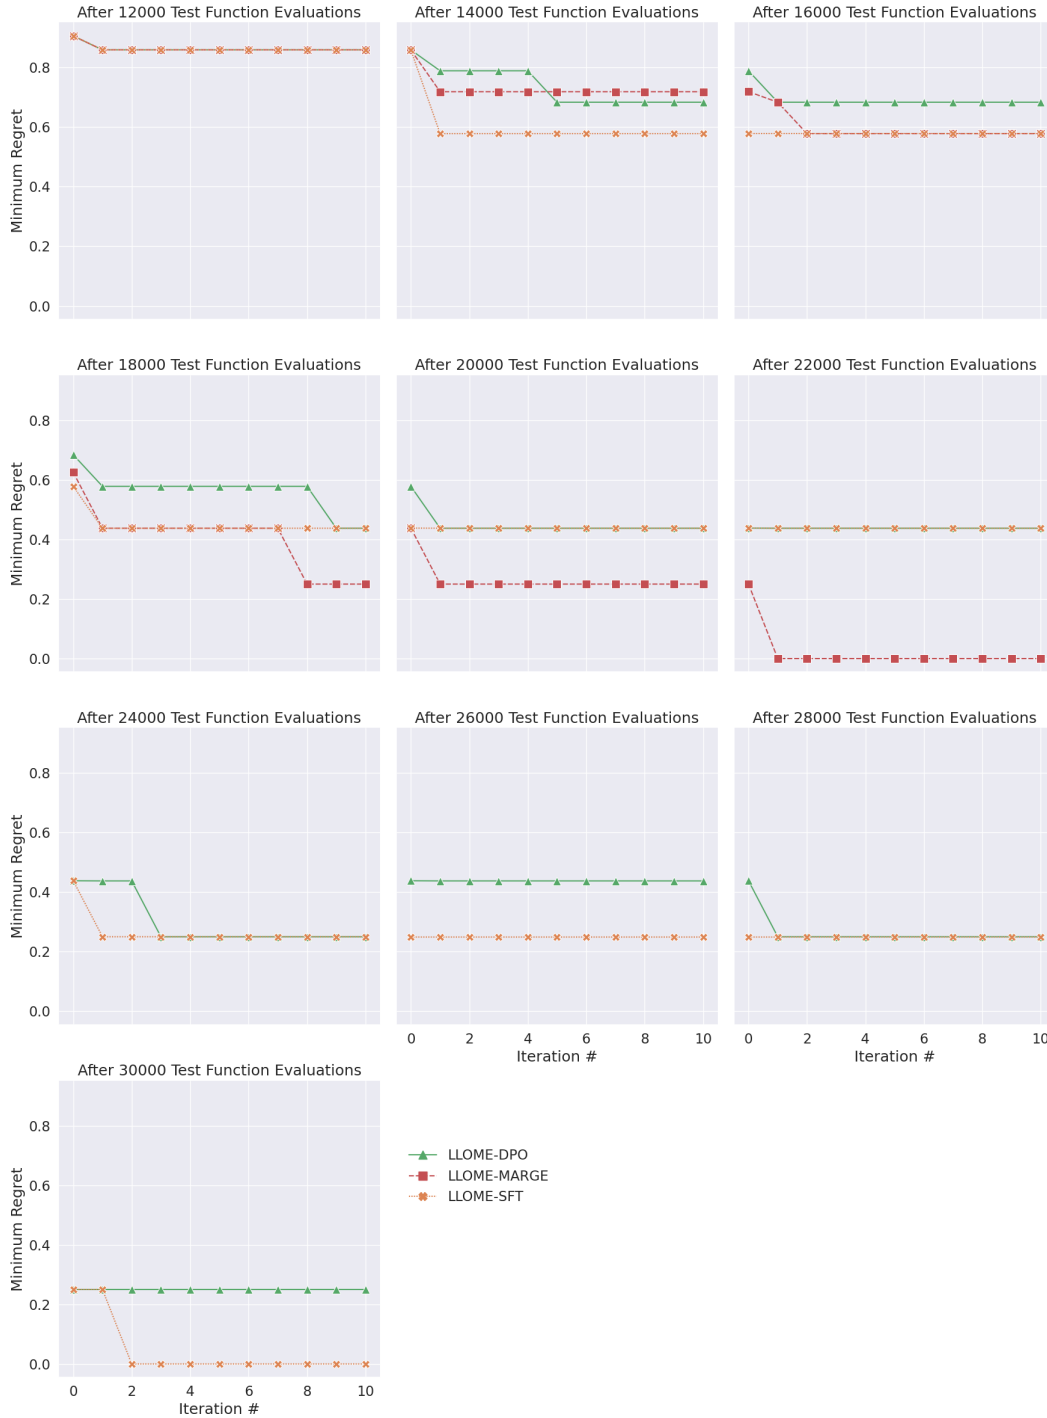 After 12000 Test Function Evaluations
After 14000 Test Function Evaluations
After 16000 Test Function Evaluations
Minimum Regret
0.8
0.6
0.4
0.2
0.0
After 18000 Test Function Evaluations
After 20000 Test Function Evaluations
After 22000 Test Function Evaluations
Minimum Regret
0.8
0.6
0.4
0.2
0.0
After 24000 Test Function Evaluations
After 26000 Test Function Evaluations
After 28000 Test Function Evaluations
Minimum Regret
0.8
0.6
0.4
0.2
0.0
0 2 4 6 8 10
Iteration #
0 2 4 6 8 10
Iteration #
After 30000 Test Function Evaluations
Minimum Regret
0.8
0.6
0.4
0.2
0.0
0 2 4 6 8 10
Iteration #
LLOME-DPO
LLOME-MARGE
LLOME-SFT